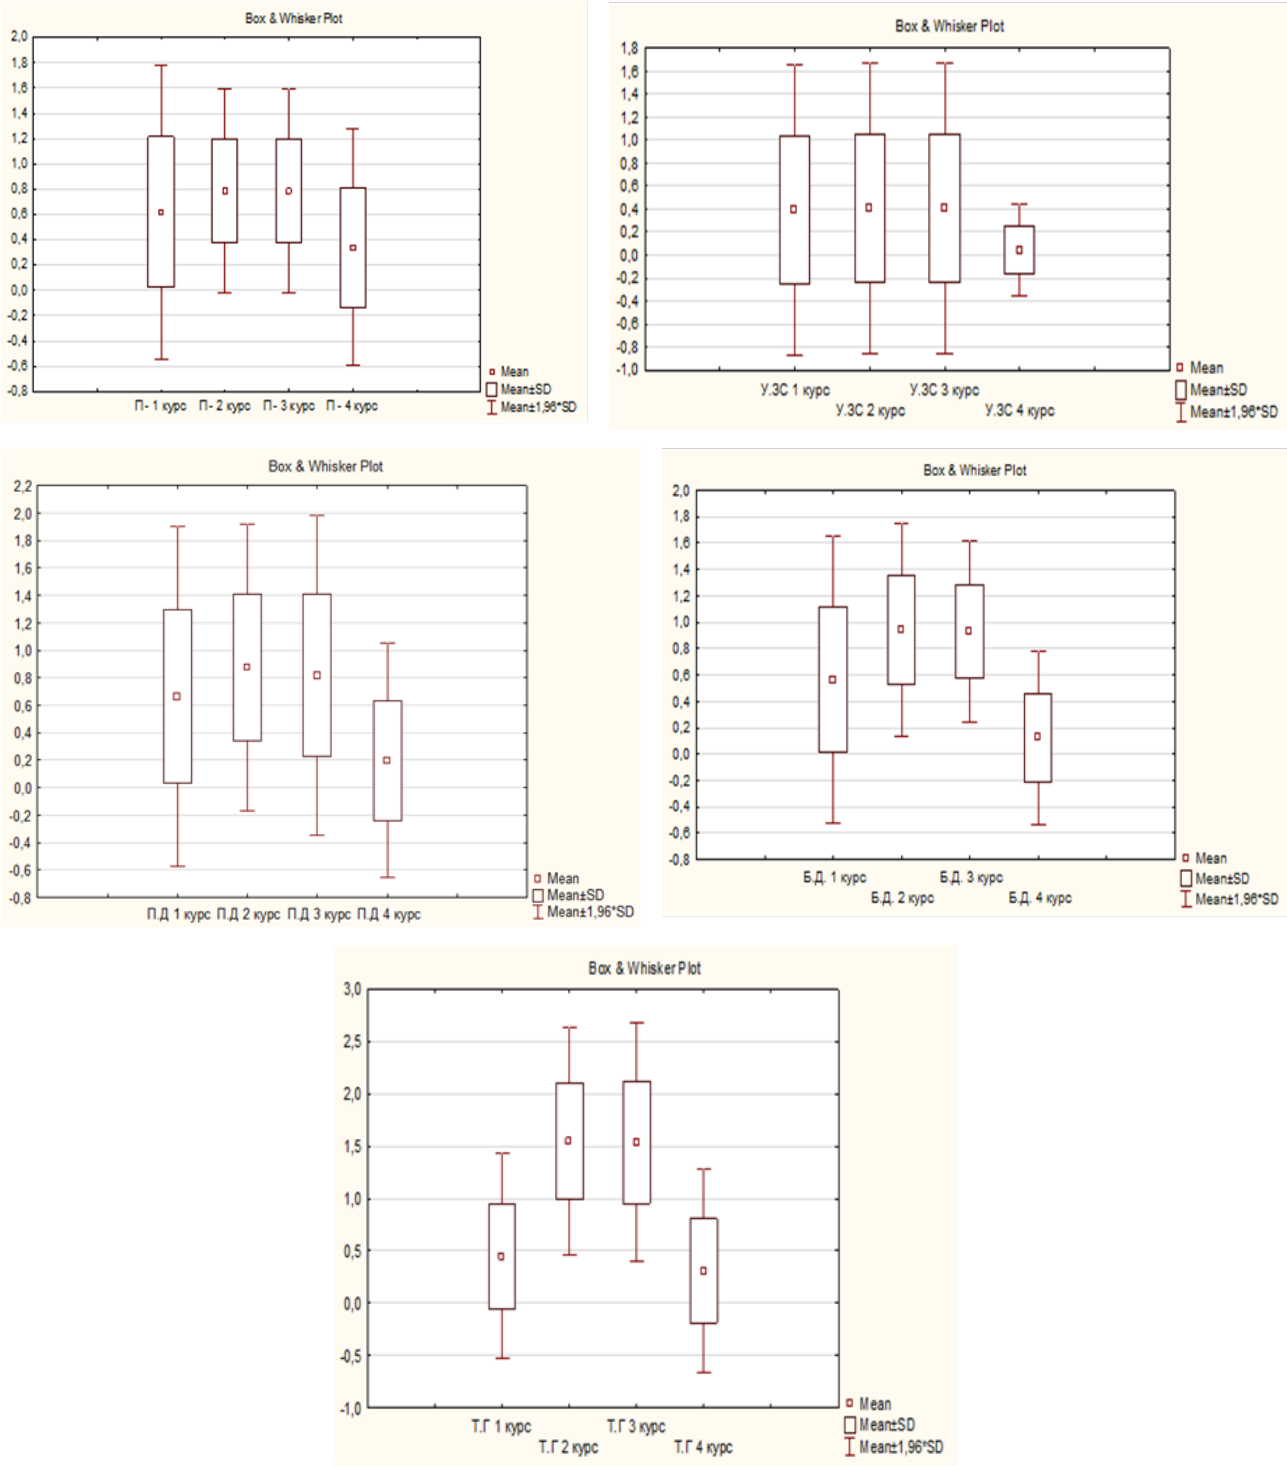 Box & Whisker Plot
2,0
1,8
1,6
1,4
1,2
1,0
0,8
0,6
0,4
0,2
0,0
-0,2
-0,4
-0,6
-0,8
П- 1 курс П- 2 курс П- 3 курс П- 4 курс
Mean
Mean±SD
Mean±1,96*SD
Box & Whisker Plot
1,8
1,6
1,4
1,2
1,0
0,8
0,6
0,4
0,2
0,0
-0,2
-0,4
-0,6
-0,8
-1,0
У.ЗС 1 курс У.ЗС 3 курс
У.ЗС 2 курс У.ЗС 4 курс
Mean
Mean±SD
Mean±1,96*SD
Box & Whisker Plot
2,2
2,0
1,8
1,6
1,4
1,2
1,0
0,8
0,6
0,4
0,2
0,0
-0,2
-0,4
-0,6
-0,8
П.Д 1 курс П.Д 2 курс П.Д 3 курс П.Д 4 курс
Mean
Mean±SD
Mean±1,96*SD
Box & Whisker Plot
2,0
1,8
1,6
1,4
1,2
1,0
0,8
0,6
0,4
0,2
0,0
-0,2
-0,4
-0,6
-0,8
Б.Д. 1 курс Б.Д. 3 курс
Б.Д. 2 курс Б.Д. 4 курс
Mean
Mean±SD
Mean±1,96*SD
Box & Whisker Plot
3,0
2,5
2,0
1,5
1,0
0,5
0,0
-0,5
-1,0
Т.Г 1 курс Т.Г 3 курс
Т.Г 2 курс Т.Г 4 курс
Mean
Mean±SD
Mean±1,96*SD